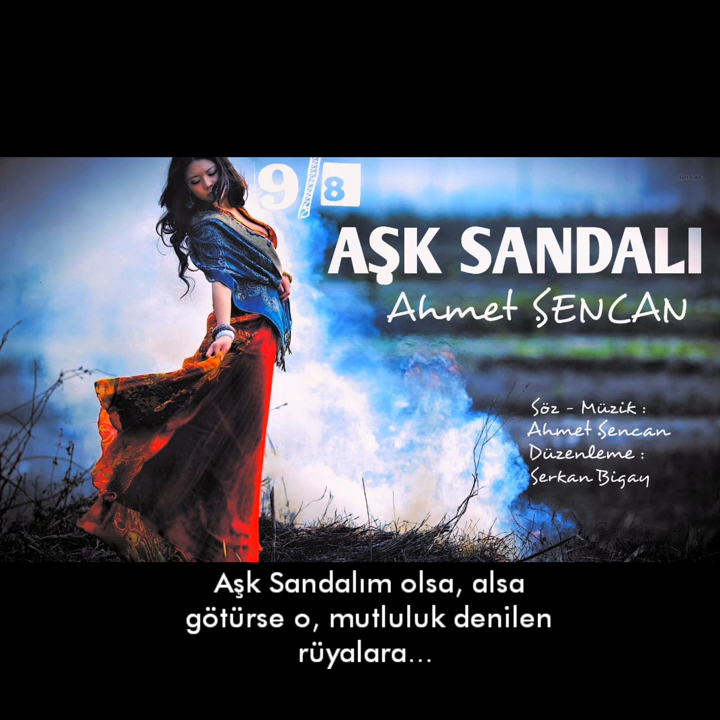 9/8
AŞK SANDALI
Ahmet ŞENCAN
Söz - Müzik :
Ahmet Şencan
Düzenleme :
Serkan Bigay
Aşk Sandalım olsa, alsa
götürse o, mutluluk denilen
rüyalara...